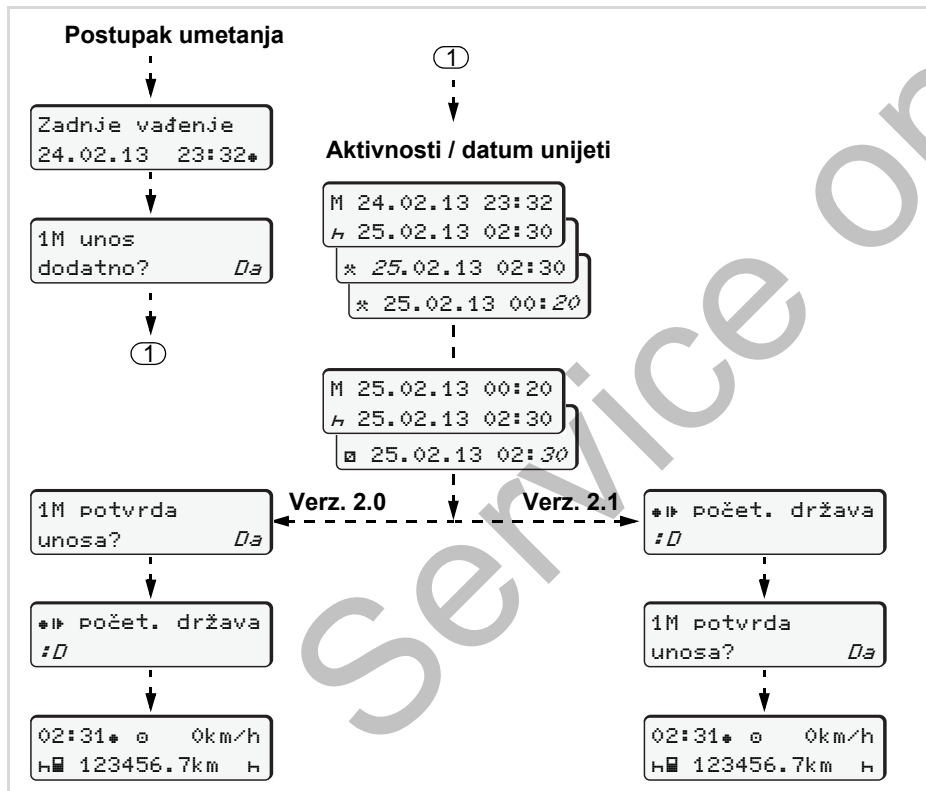 Postupak umetanja
Zadnje vađenje
24.02.13 23:32
1M unos
dodatno? Da
1
1
Aktivnosti / datum unijeti
M 24.02.13 23:32
25.02.13 02:30
25.02.13 02:30
25.02.13 00:20
M 25.02.13 00:20
25.02.13 02:30
25.02.13 02:30
Verz. 2.0
Verz. 2.1
1M potvrda
unosa? Da
počet. država
:D
02:31 0km/h
123456.7km
počet. država
:D
1M potvrda
unosa? Da
02:31 0km/h
123456.7km
Service o